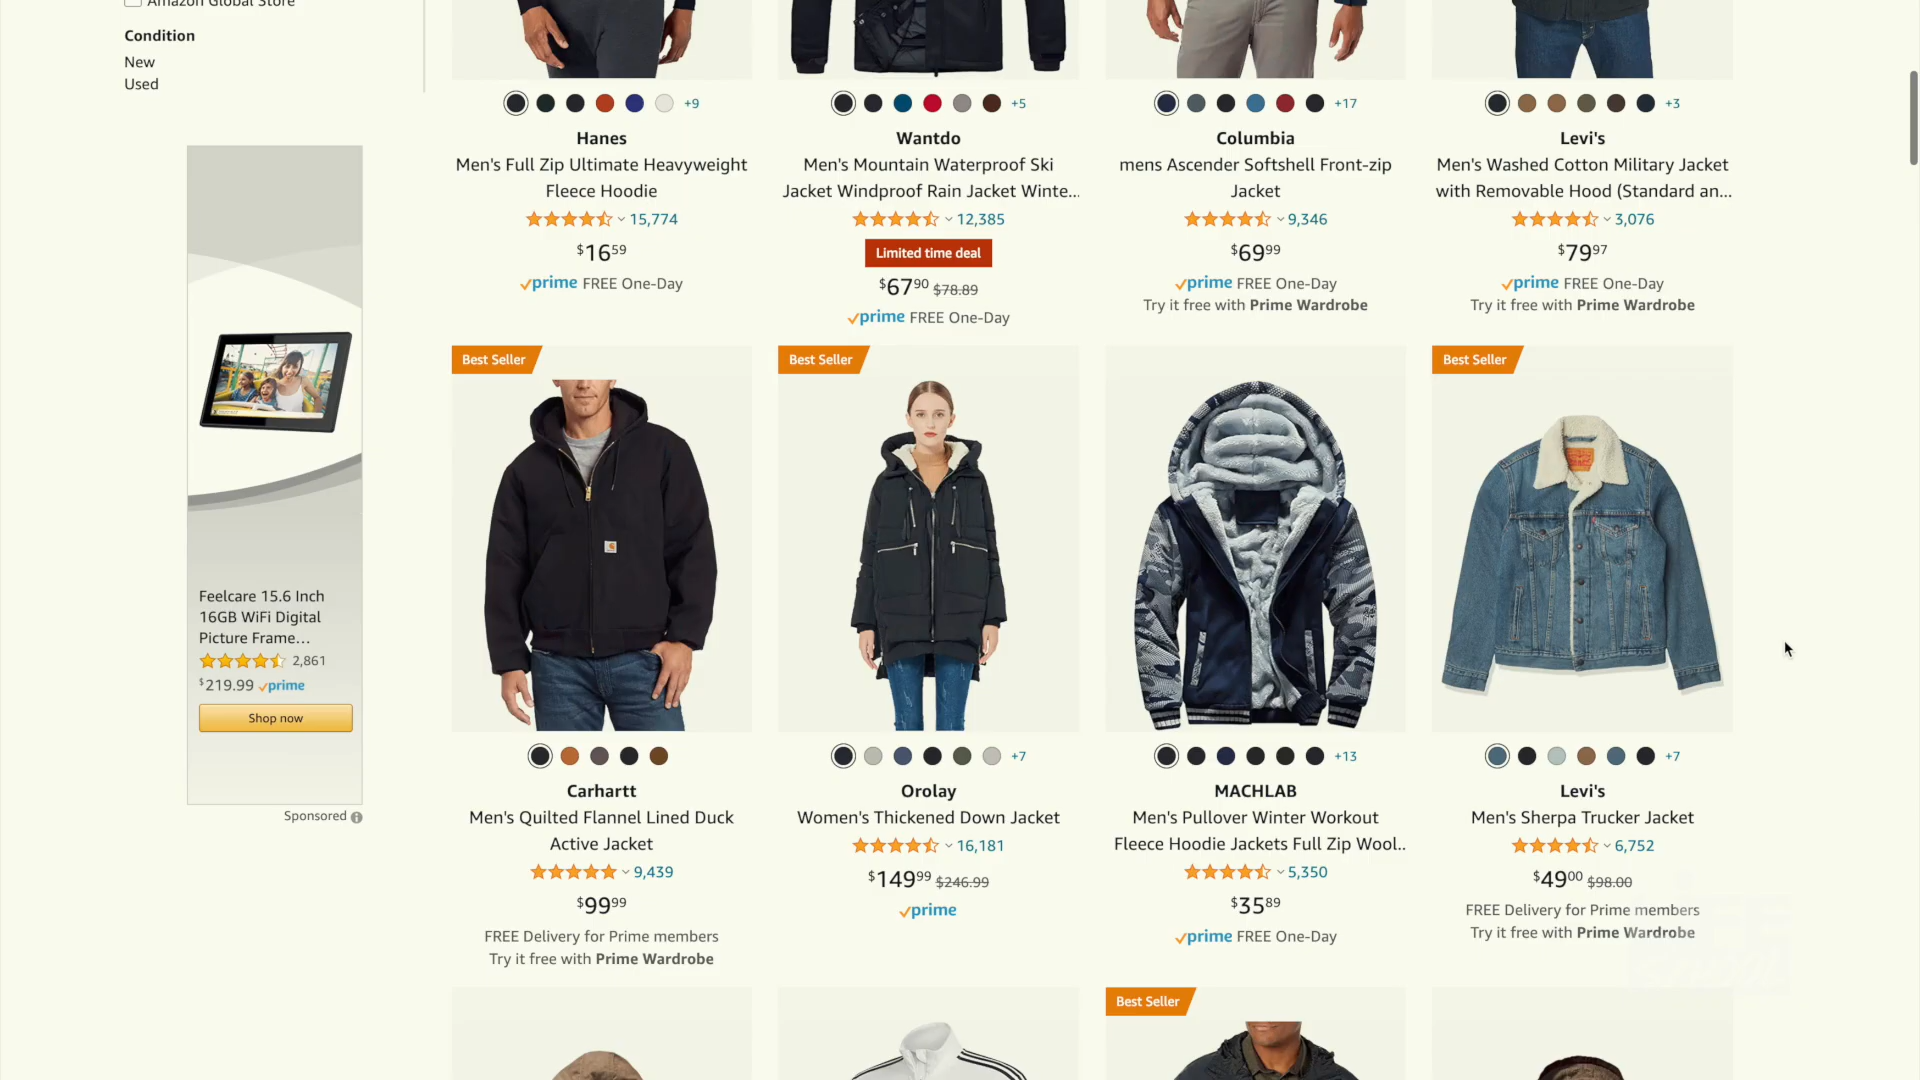 Amazon Global Store
Condition
New
Used
+9
Hanes
Men's Full Zip Ultimate Heavyweight
Fleece Hoodie
15,774
$16 59
prime FREE One-Day
+5
Wantdo
Men's Mountain Waterproof Ski
Jacket Windproof Rain Jacket Winte...
12,385
Limited time deal
$67 90 $78.89
prime FREE One-Day
+17
Columbia
mens Ascender Softshell Front-zip
Jacket
9,346
$69 99
prime FREE One-Day
Try it free with Prime Wardrobe
+3
Levi's
Men's Washed Cotton Military Jacket
with Removable Hood (Standard an...
3,076
$79 97
prime FREE One-Day
Try it free with Prime Wardrobe
Feelcare 15.6 Inch
16GB WiFi Digital
Picture Frame...
2,861
$219.99 prime
Shop now
Sponsored
Best Seller
Carhartt
Men's Quilted Flannel Lined Duck
Active Jacket
9,439
$99 99
FREE Delivery for Prime members
Try it free with Prime Wardrobe
Best Seller
+7
Orolay
Women's Thickened Down Jacket
16,181
$149 99 $246.99
prime
+13
MACHLAB
Men's Pullover Winter Workout
Fleece Hoodie Jackets Full Zip Wool..
5,350
$35 89
prime FREE One-Day
Best Seller
+7
Levi's
Men's Sherpa Trucker Jacket
6,752
$49 00 $98.00
FREE Delivery for Prime members
Try it free with Prime Wardrobe
Best Seller